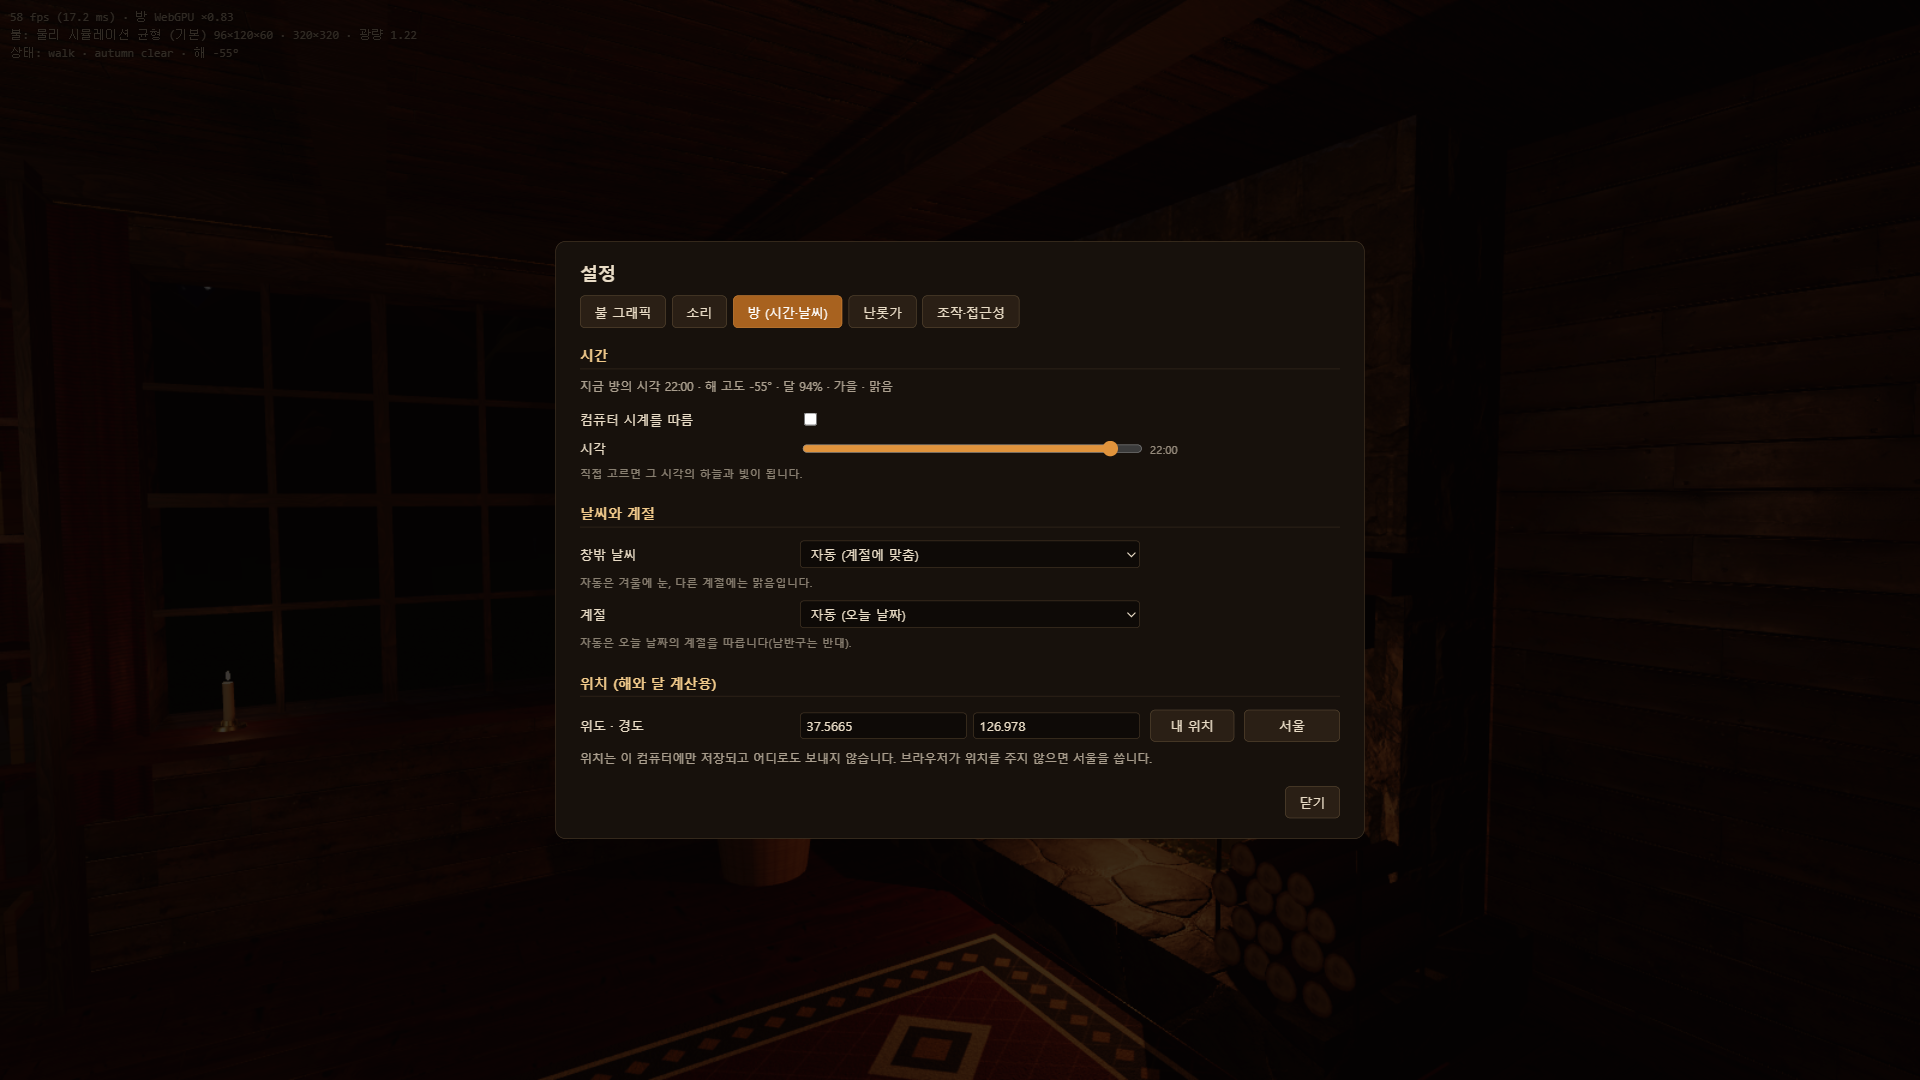 58 fps (17.2 ms) · 방 WebGPU ×0.83
불: 물리 시뮬레이션 균형 (기본) 96×120×60 · 320×320 · 광량 1.22
상태: walk · autumn clear · 해 -55°
설정
불 그래픽 소리 방 (시간·날씨) 난롯가 조작·접근성
시간
지금 방의 시각 22:00 · 해 고도 -55° · 달 94% · 가을 · 맑음
컴퓨터 시계를 따름
시각 22:00
직접 고르면 그 시각의 하늘과 빛이 됩니다.
날씨와 계절
창밖 날씨 자동 (계절에 맞춤)
자동은 겨울에 눈, 다른 계절에는 맑음입니다.
계절 자동 (오늘 날짜)
자동은 오늘 날짜의 계절을 따릅니다(남반구는 반대).
위치 (해와 달 계산용)
위도 · 경도 37.5665 126.978 내 위치 서울
위치는 이 컴퓨터에만 저장되고 어디로도 보내지 않습니다. 브라우저가 위치를 주지 않으면 서울을 씁니다.
닫기